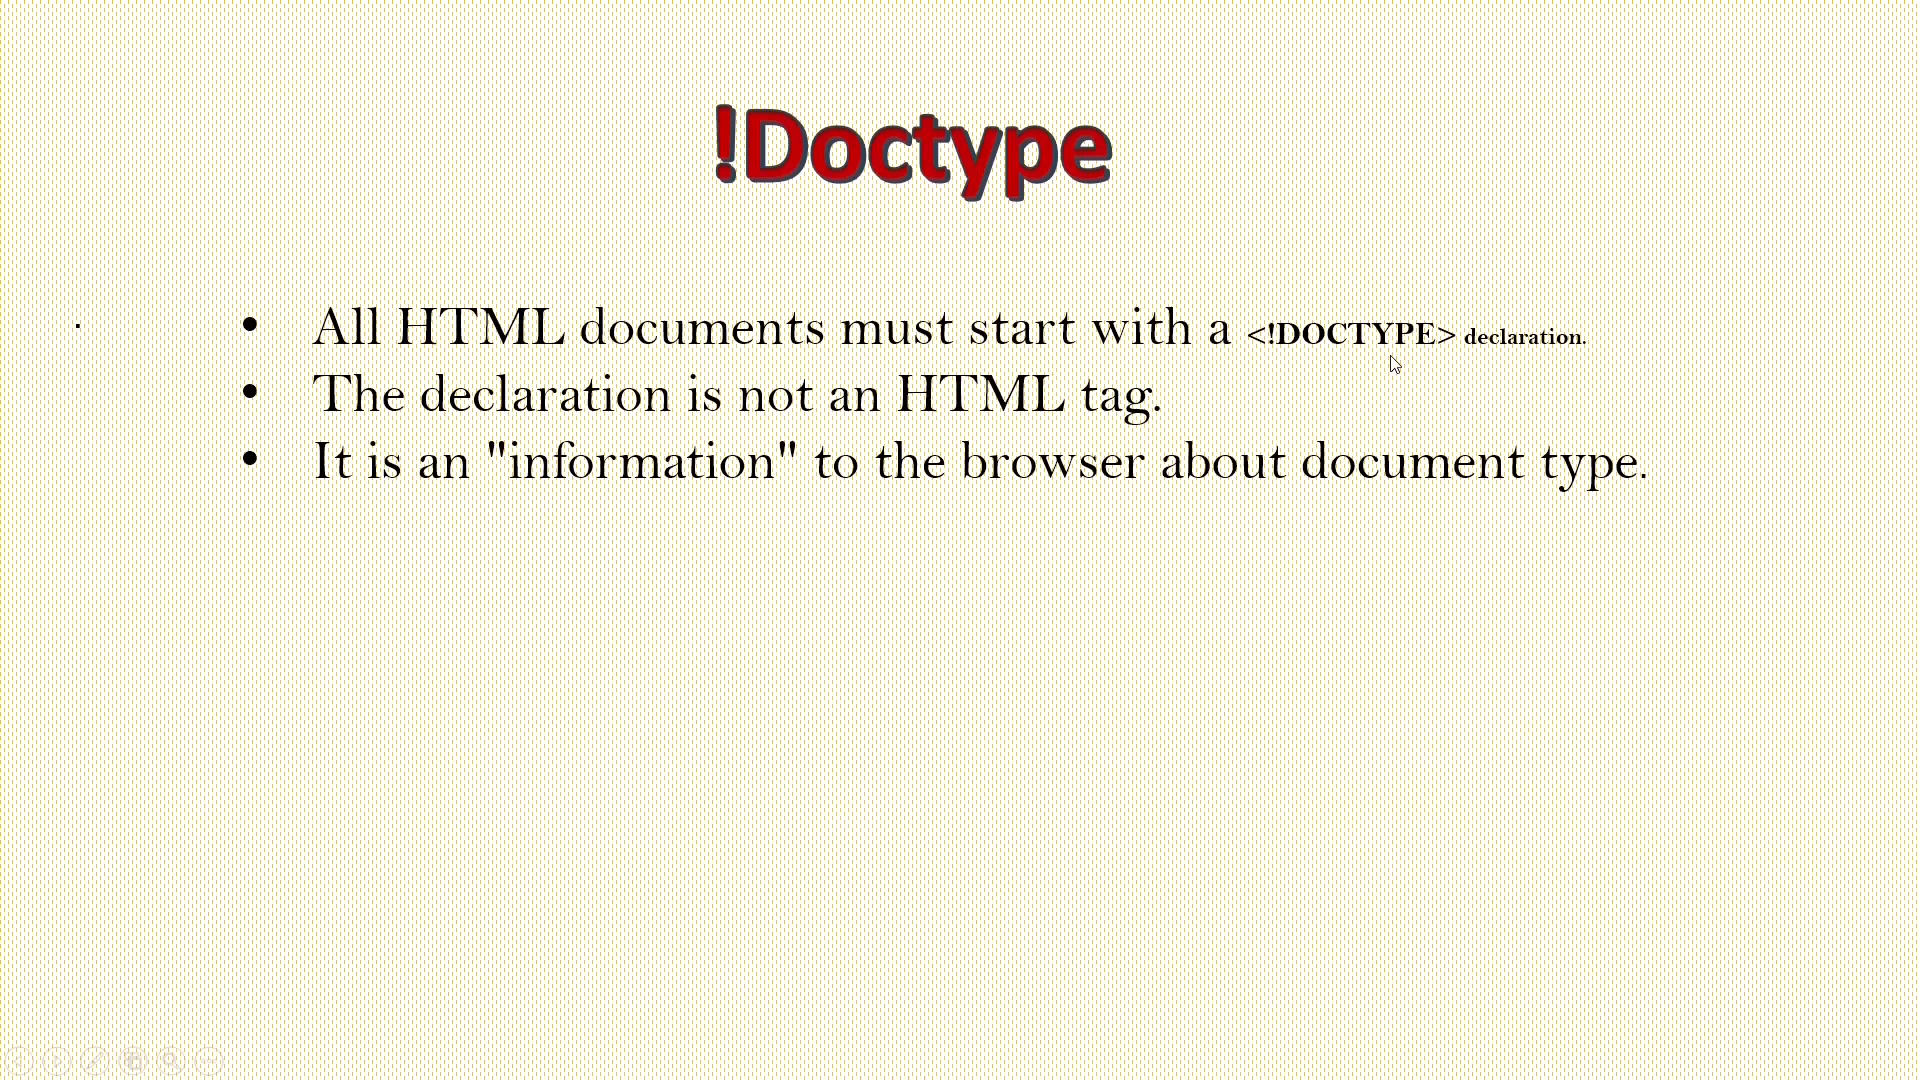 !Doctype
• All HTML documents must start with a <!DOCTYPE> declaration.
• The declaration is not an HTML tag.
• It is an "information" to the browser about document type.